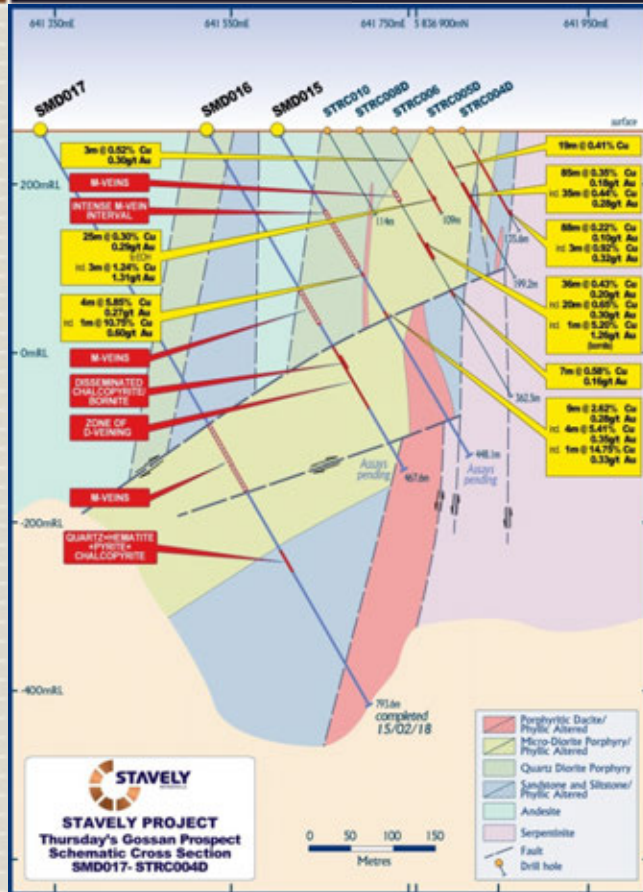 641 350mE
641 550mE
641 750mE
5 836 900mN
641 950mE
SMD017
SMD016
SMD015
STRC010
STRC008D
STRC006
STRC005D
STRC004D
surface
3m @ 0.52% Cu
0.30g/t Au
M-VEINS
INTENSE M-VEIN
INTERVAL
25m @ 0.30% Cu
0.29g/t Au
to EOH
incl. 3m @ 1.24% Cu
1.31g/t Au
4m @ 5.85% Cu
0.27g/t Au
incl. 1m @ 10.75% Cu
0.60g/t Au
M-VEINS
DISSEMINATED
CHALCOPYRITE/
BORNITE
ZONE OF
D-VEINING
M-VEINS
QUARTZ+HEMATITE
+PYRITE+
CHALCOPYRITE
19m @ 0.41% Cu
85m @ 0.35% Cu
0.18g/t Au
incl. 35m @ 0.44% Cu
0.28g/t Au
88m @ 0.22% Cu
0.10g/t Au
incl. 3m @ 0.92% Cu
0.32g/t Au
36m @ 0.43% Cu
0.20g/t Au
incl. 20m @ 0.65% Cu
0.30g/t Au
incl. 1m @ 5.20% Cu
1.26g/t Au
(bornite)
7m @ 0.58% Cu
0.16g/t Au
9m @ 2.62% Cu
0.28g/t Au
incl. 4m @ 5.41% Cu
0.35g/t Au
incl. 1m @ 14.75% Cu
0.33g/t Au
200mRL
0mRL
-200mRL
-400mRL
114m
109m
199.2m
362.5m
448.1m
Assays
pending
467.6m
Assays
pending
793.6m
completed
15/02/18
STAVELY
MINERALS
STAVELY PROJECT
Thursday's Gossan Prospect
Schematic Cross Section
SMD017- STRC004D
0 50 100 150
Metres
Porphyritic Dacite/
Phyllic Altered
Micro-Diorite Porphyry/
Phyllic Altered
Quartz Diorite Porphyry
Sandstone and Siltstone/
Phyllic Altered
Andesite
Serpentinite
Fault
Drill hole